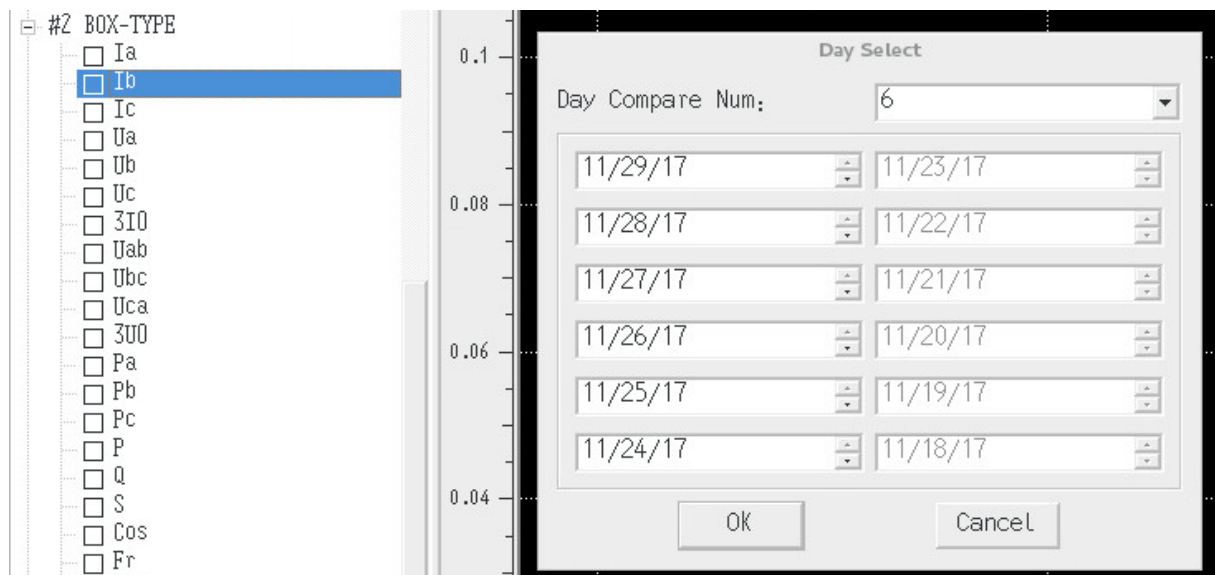 #2 BOX-TYPE
Ia
Ib
Ic
Ua
Ub
Uc
3I0
Uab
Ubc
Uca
3U0
Pa
Pb
Pc
P
Q
S
Cos
Fr
0.1
0.08
0.06
0.04
Day Select
Day Compare Num: 6
11/29/17 11/23/17
11/28/17 11/22/17
11/27/17 11/21/17
11/26/17 11/20/17
11/25/17 11/19/17
11/24/17 11/18/17
OK Cancel